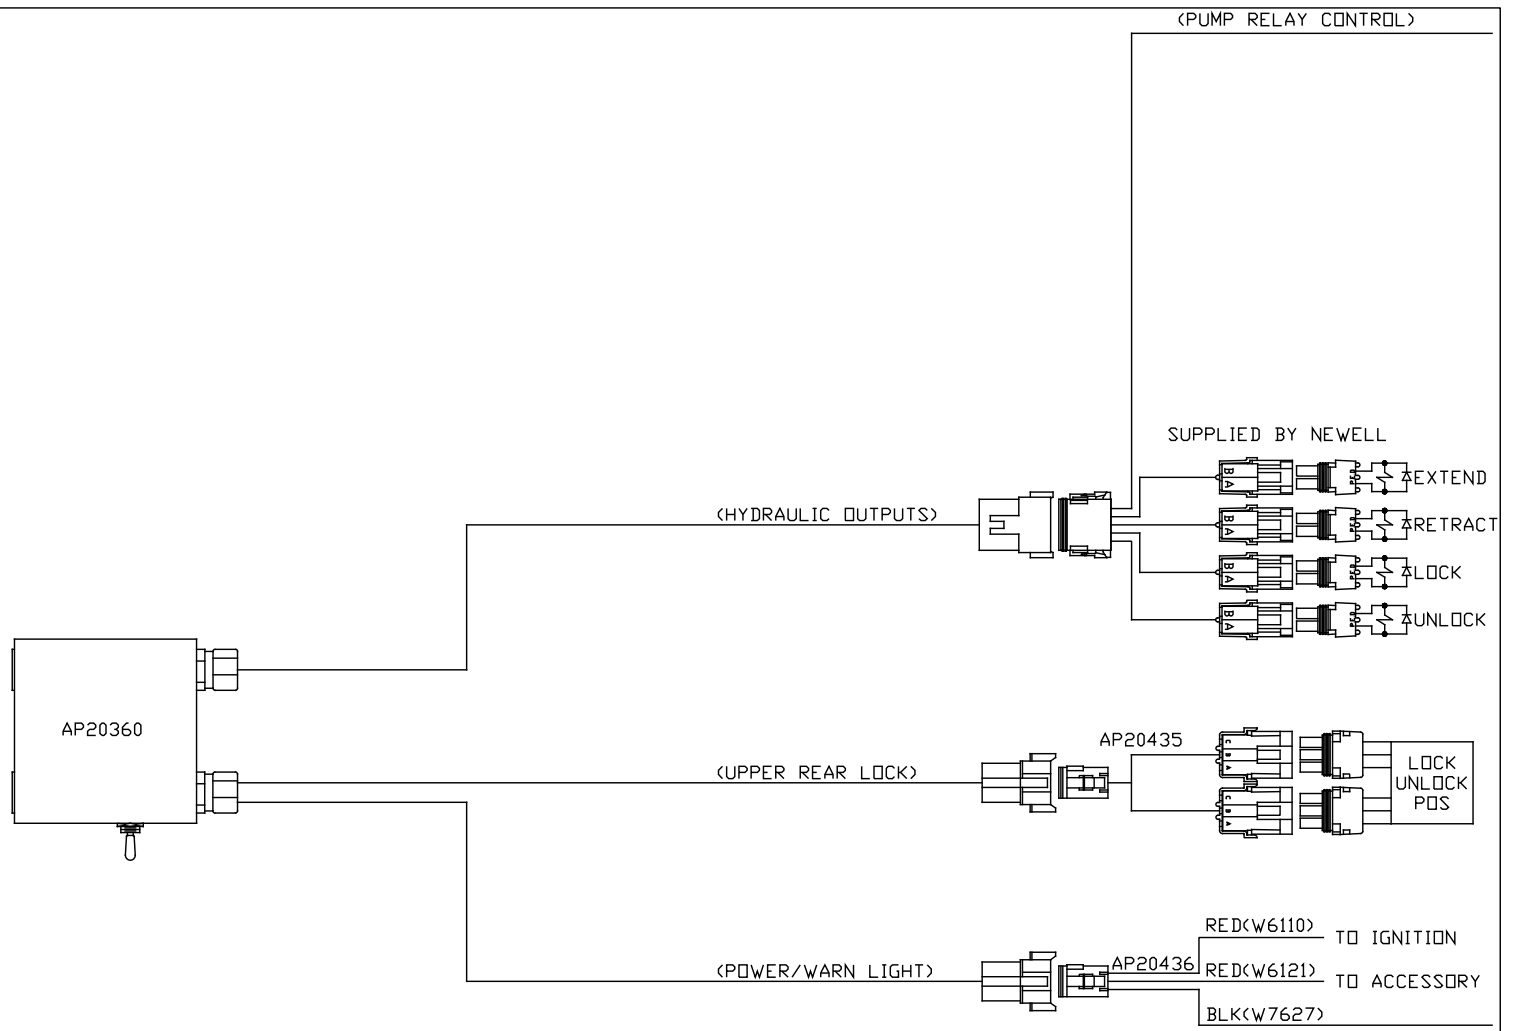 (PUMP RELAY CONTROL)
SUPPLIED BY NEWELL
B A
EXTEND
(HYDRAULIC OUTPUTS)
B A
RETRACT
B A
LOCK
B A
UNLOCK
AP20360
AP20435
(UPPER REAR LOCK)
C B A
C B A
LOCK
UNLOCK
POS
RED(W6110)
TO IGNITION
(POWER/WARN LIGHT)
AP20436
RED(W6121)
TO ACCESSORY
BLK(W7627)